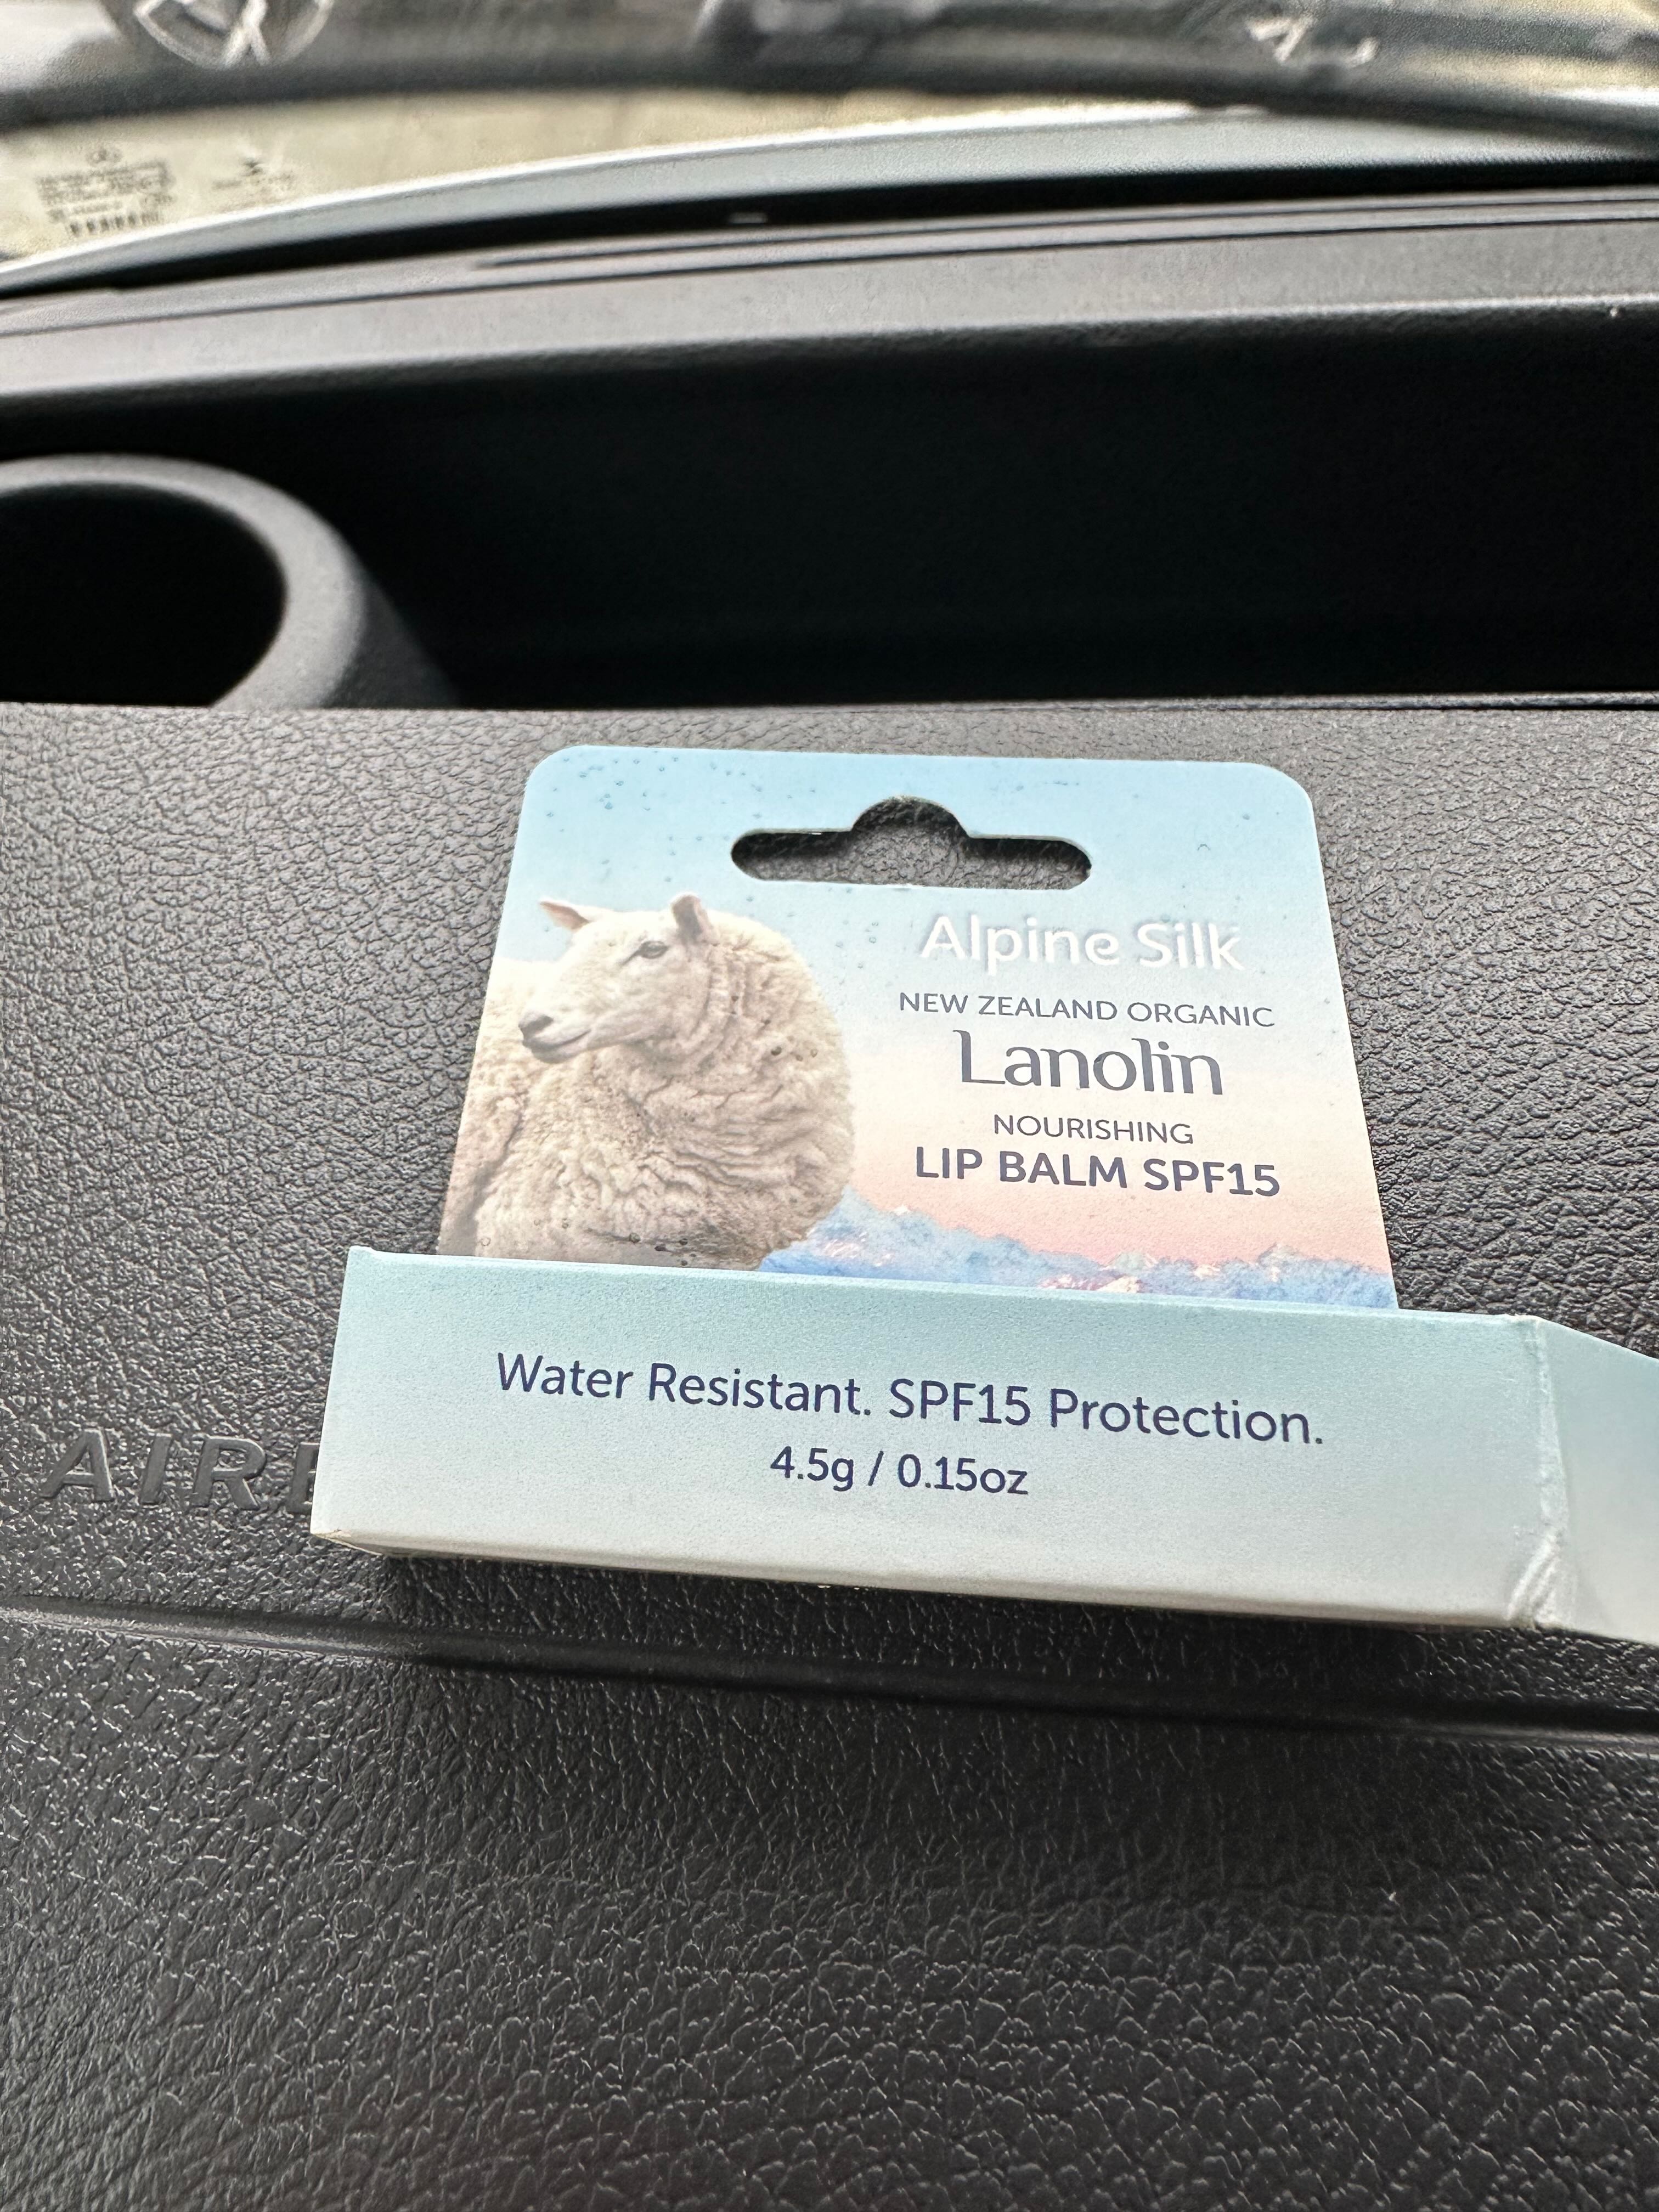 Alpine Silk
NEW ZEALAND ORGANIC
Lanolin
NOURISHING
LIP BALM SPF15
Water Resistant. SPF15 Protection.
4.5g / 0.15oz